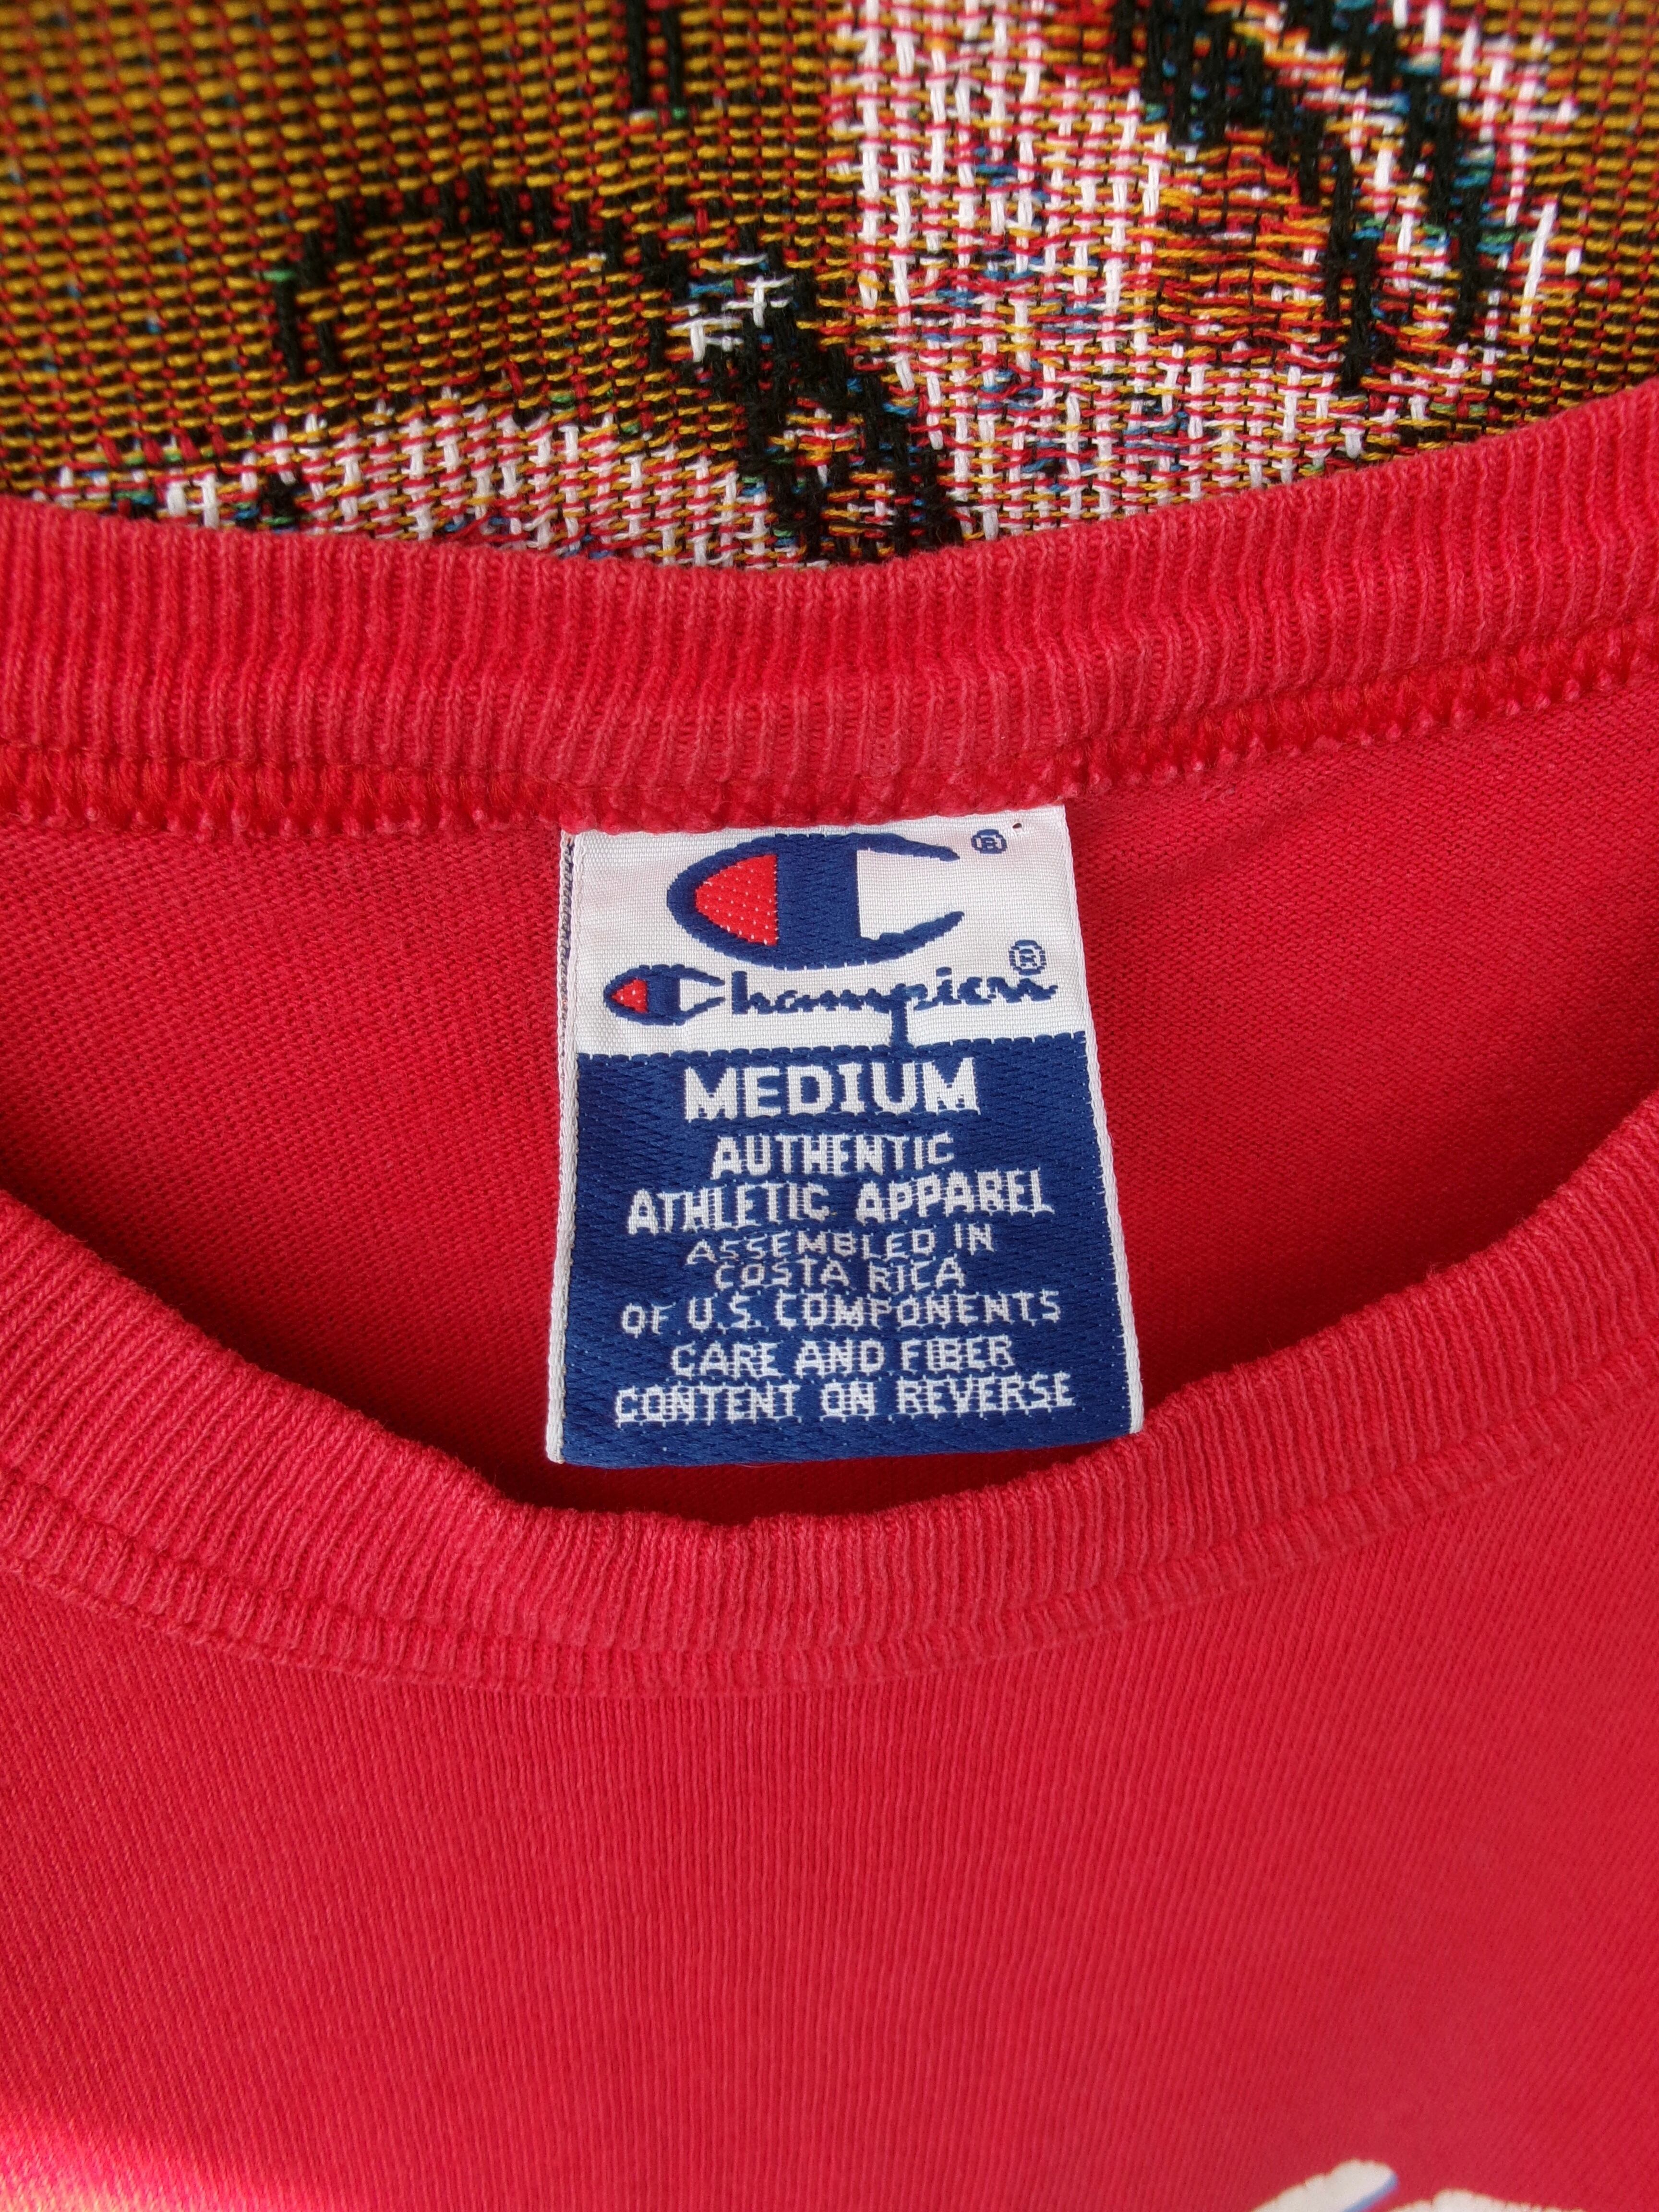 ®
Champion®
MEDIUM
AUTHENTIC
ATHLETIC APPAREL
ASSEMBLED IN
COSTA RICA
OF U.S. COMPONENTS
CARE AND FIBER
CONTENT ON REVERSE